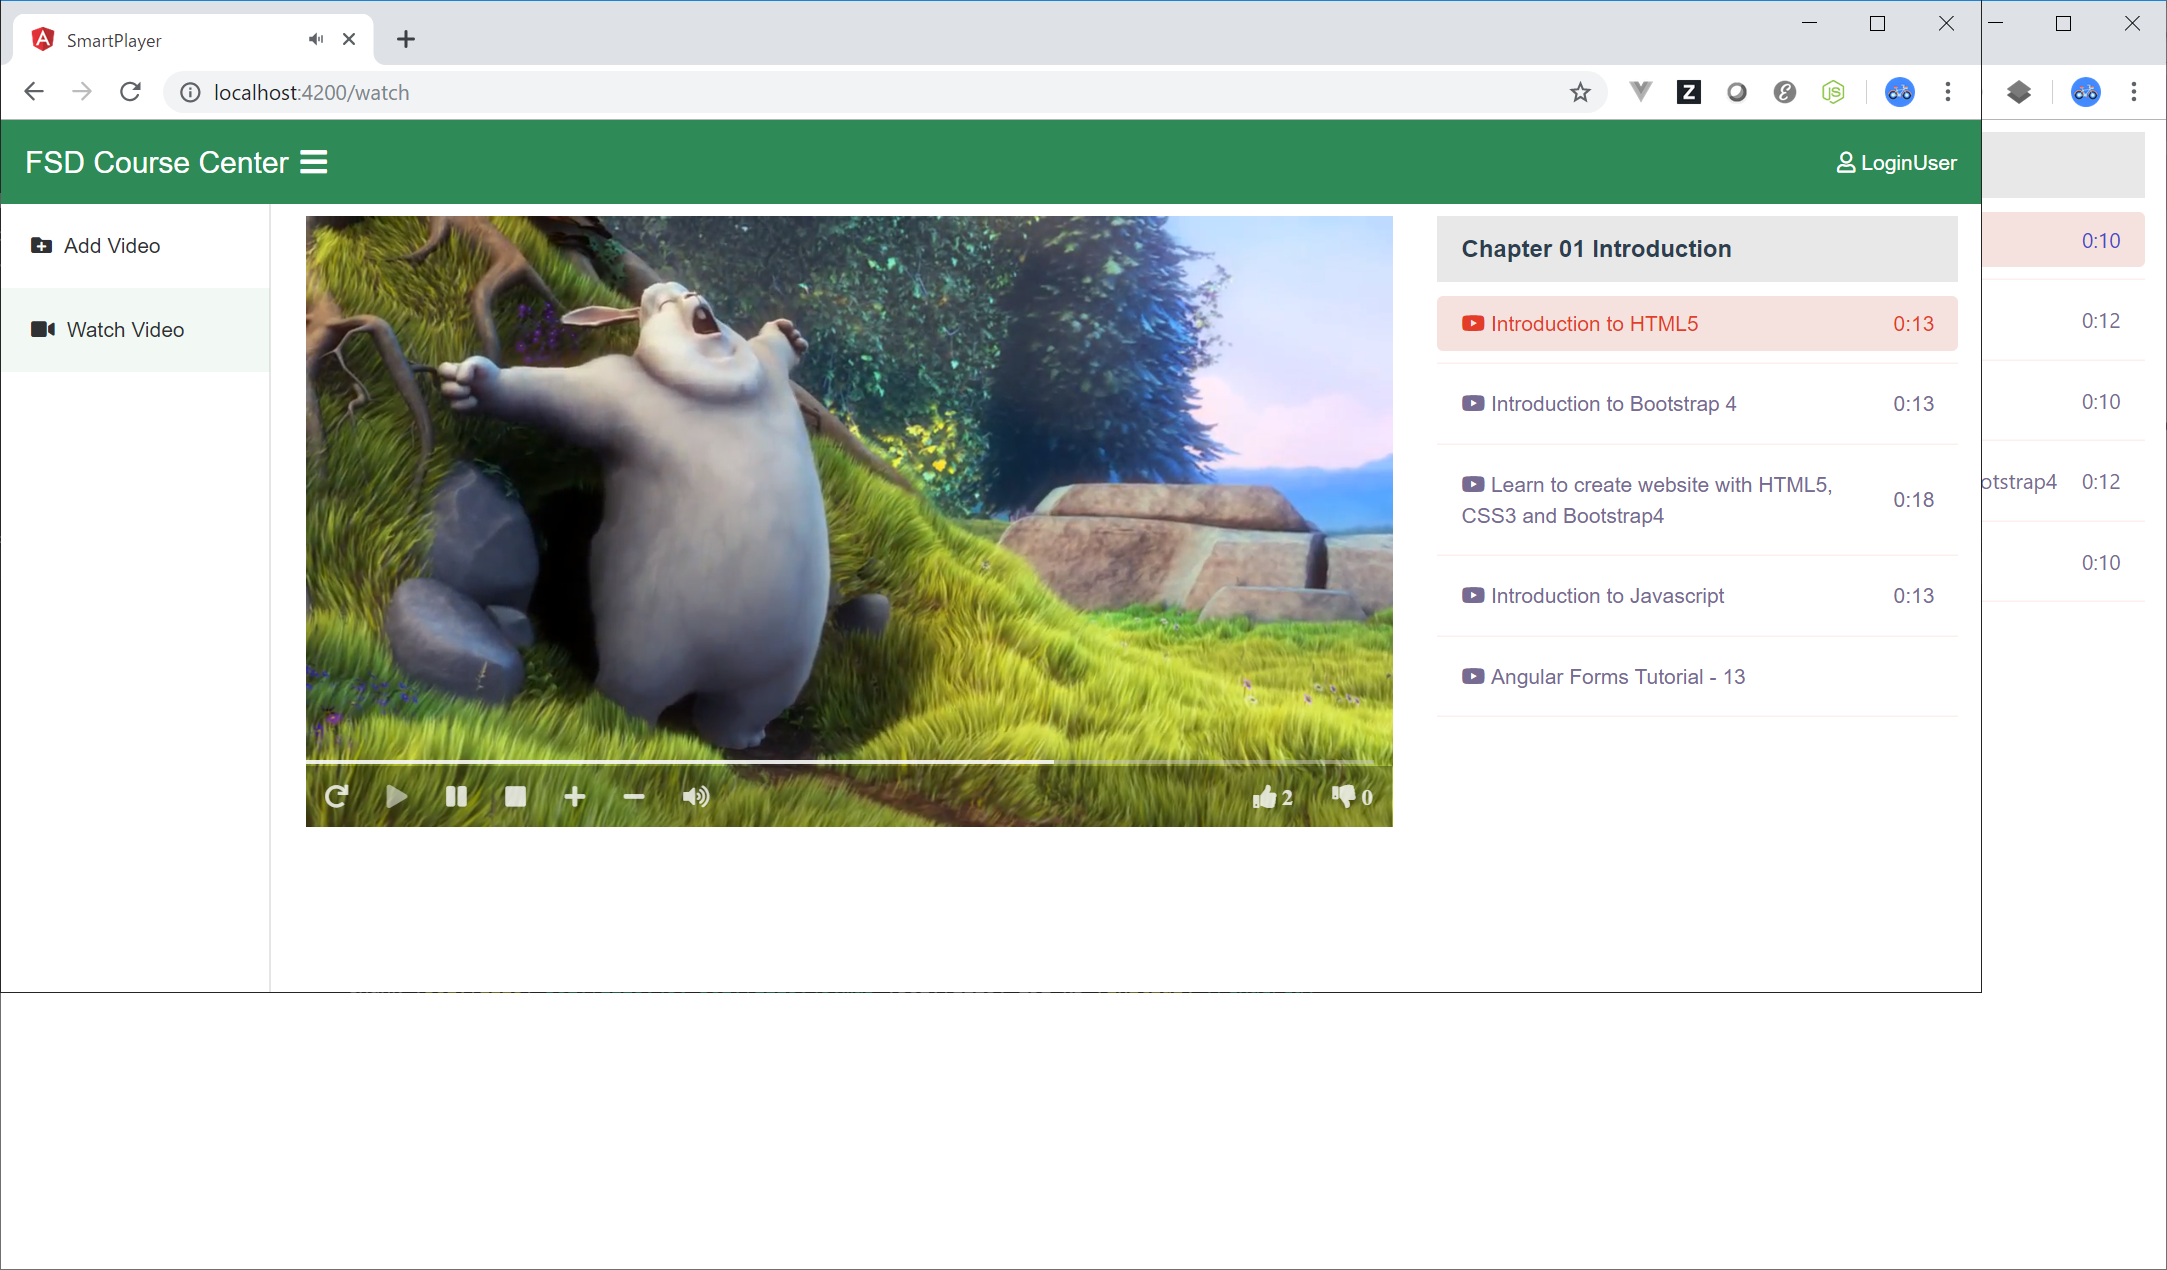 SmartPlayer
localhost:4200/watch
FSD Course Center
LoginUser
Add Video
Watch Video
Chapter 01 Introduction
Introduction to HTML5 0:13
Introduction to Bootstrap 4 0:13
Learn to create website with HTML5,
CSS3 and Bootstrap4 0:18
Introduction to Javascript 0:13
Angular Forms Tutorial - 13
2 0
0:10
0:12
0:10
otstrap4 0:12
0:10